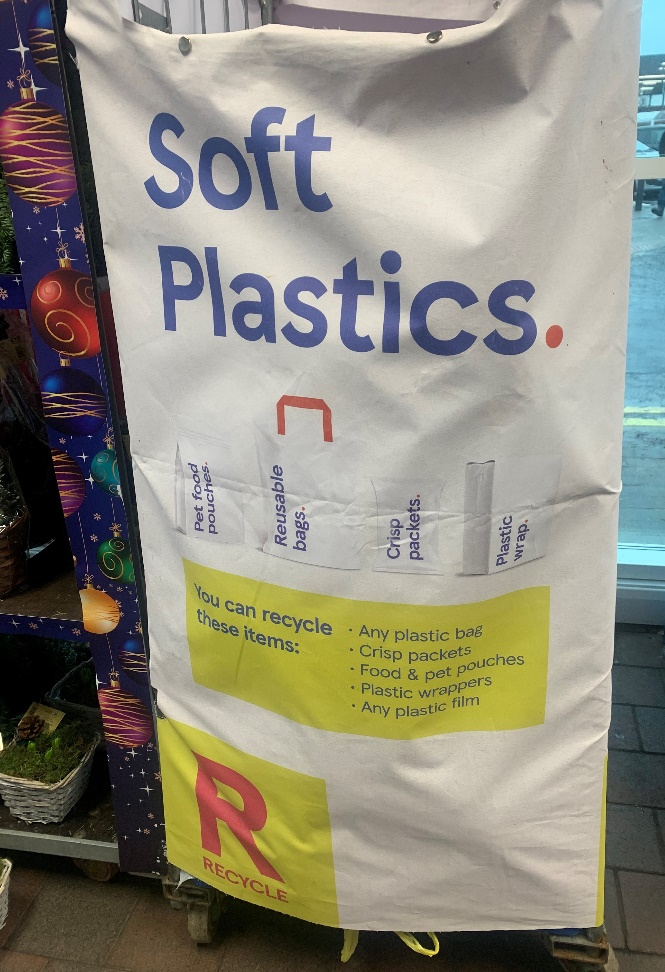 Soft
Plastics.
Pet food
pouches.
Reusable
bags.
Crisp
packets.
Plastic
wrap.
You can recycle
these items:
· Any plastic bag
· Crisp packets
· Food & pet pouches
· Plastic wrappers
· Any plastic film
R
RECYCLE